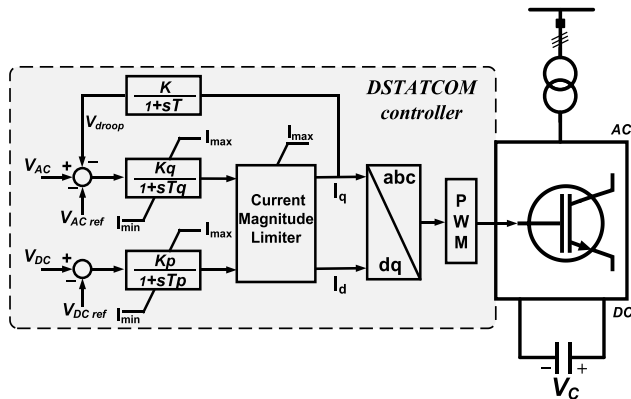 DSTATCOM
controller
K
1+sT
V_droop
I_max
I_max
V_AC + −
−
V_AC ref
Kq
1+sTq
I_min
Current
Magnitude
Limiter
I_q
I_d
abc
dq
P
W
M
V_DC +
−
V_DC ref
Kp
1+sTp
I_max
I_min
AC
DC
− +
V_C